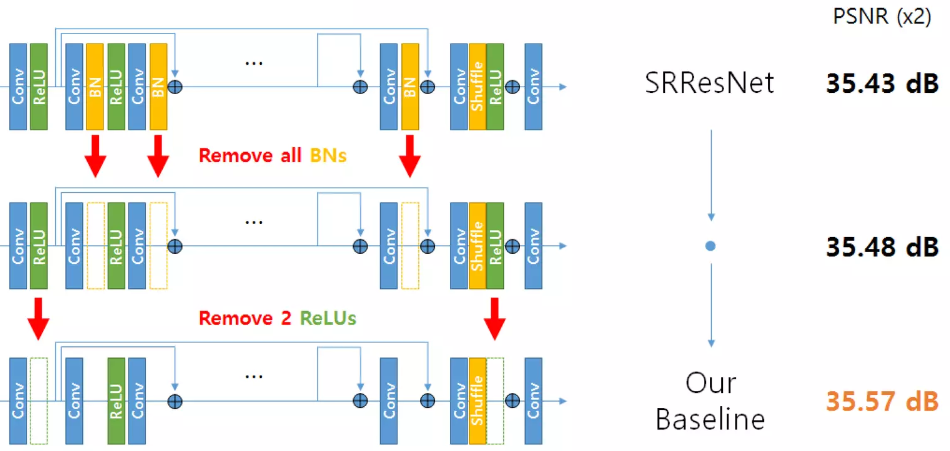 PSNR (x2)
Conv ReLU Conv BN ReLU Conv BN ... Conv BN Conv Shuffle ReLU Conv
SRResNet 35.43 dB
Remove all BNs
Conv ReLU Conv ReLU Conv ... Conv Conv Shuffle ReLU Conv
35.48 dB
Remove 2 ReLUs
Conv Conv ReLU Conv ... Conv Conv Shuffle Conv
Our
Baseline
35.57 dB